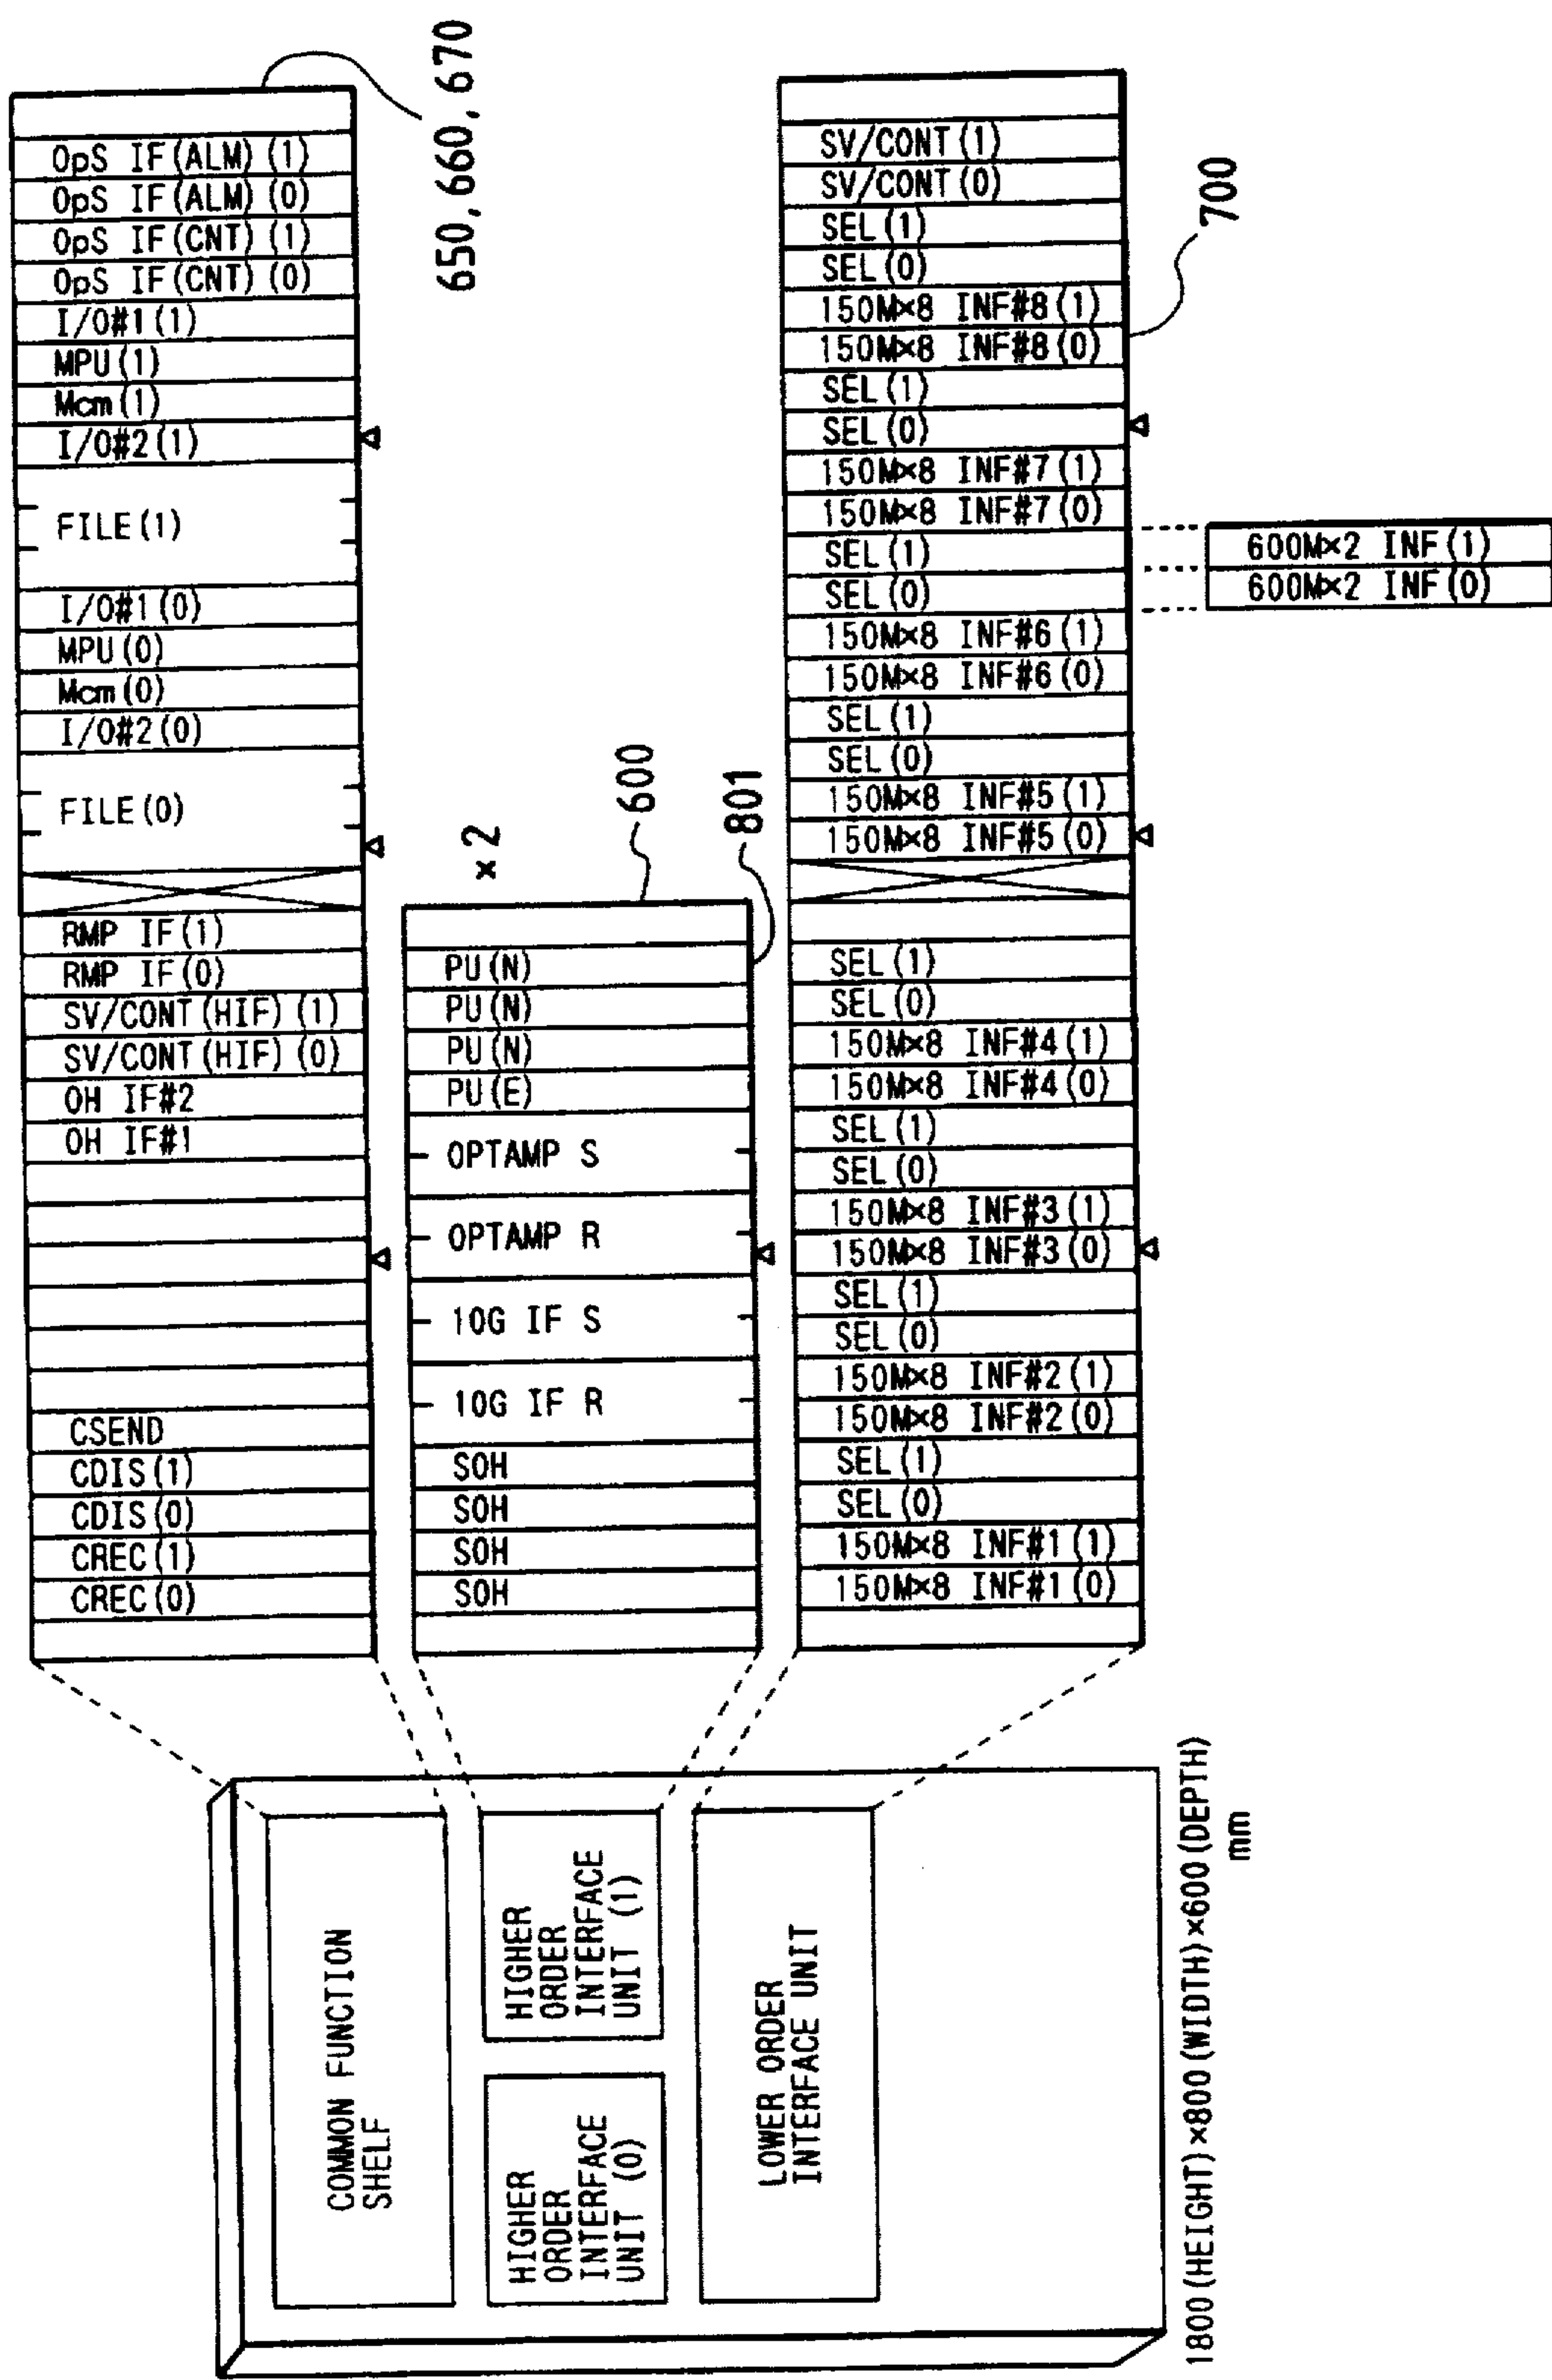 OpS IF(ALM)(1)
OpS IF(ALM)(0)
OpS IF(CNT)(1)
OpS IF(CNT)(0)
I/O#1(1)
MPU(1)
Mcm(1)
I/O#2(1)
FILE(1)
I/O#1(0)
MPU(0)
Mcm(0)
I/O#2(0)
FILE(0)
RMP IF(1)
RMP IF(0)
SV/CONT(HIF)(1)
SV/CONT(HIF)(0)
OH IF#2
OH IF#1
CSEND
CDIS(1)
CDIS(0)
CREC(1)
CREC(0)
650,660,670
×2
600
801
PU(N)
PU(N)
PU(N)
PU(E)
OPTAMP S
OPTAMP R
10G IF S
10G IF R
SOH
SOH
SOH
SOH
SV/CONT(1)
SV/CONT(0)
SEL(1)
SEL(0)
150M×8 INF#8(1)
150M×8 INF#8(0)
SEL(1)
SEL(0)
150M×8 INF#7(1)
150M×8 INF#7(0)
SEL(1)
SEL(0)
150M×8 INF#6(1)
150M×8 INF#6(0)
SEL(1)
SEL(0)
150M×8 INF#5(1)
150M×8 INF#5(0)
SEL(1)
SEL(0)
150M×8 INF#4(1)
150M×8 INF#4(0)
SEL(1)
SEL(0)
150M×8 INF#3(1)
150M×8 INF#3(0)
SEL(1)
SEL(0)
150M×8 INF#2(1)
150M×8 INF#2(0)
SEL(1)
SEL(0)
150M×8 INF#1(1)
150M×8 INF#1(0)
700
600M×2 INF(1)
600M×2 INF(0)
COMMON FUNCTION
SHELF
HIGHER
ORDER
INTERFACE
UNIT (0)
HIGHER
ORDER
INTERFACE
UNIT (1)
LOWER ORDER
INTERFACE UNIT
1800(HEIGHT)×800(WIDTH)×600(DEPTH)
mm